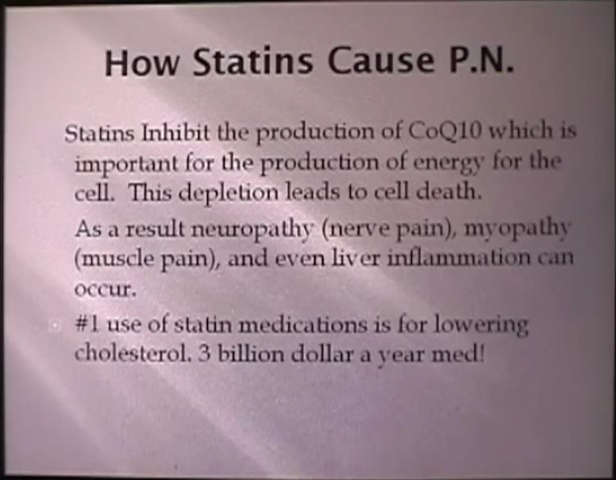 How Statins Cause P.N.
Statins Inhibit the production of CoQ10 which is
important for the production of energy for the
cell. This depletion leads to cell death.
As a result neuropathy (nerve pain), myopathy
(muscle pain), and even liver inflammation can
occur.
#1 use of statin medications is for lowering
cholesterol. 3 billion dollar a year med!